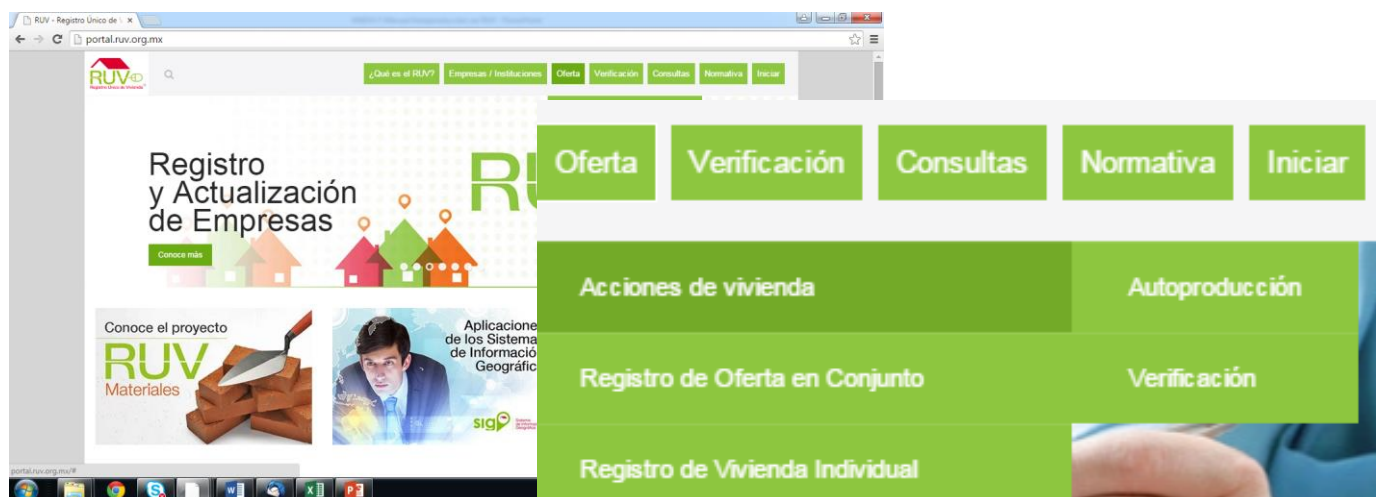 RUV - Registro Único de V
portal.ruv.org.mx
RUV
Registro Único de Vivienda
¿Qué es el RUV?
Empresas / Instituciones
Oferta
Verificación
Consultas
Normativa
Iniciar
Registro
y Actualización
de Empresas
Conoce más
RU
Conoce el proyecto
RUV
Materiales
Aplicacione
de los Sistema
de Informació
Geográfic
sig
portal.ruv.org.mx/#
Oferta
Verificación
Consultas
Normativa
Iniciar
Acciones de vivienda
Autoproducción
Registro de Oferta en Conjunto
Verificación
Registro de Vivienda Individual